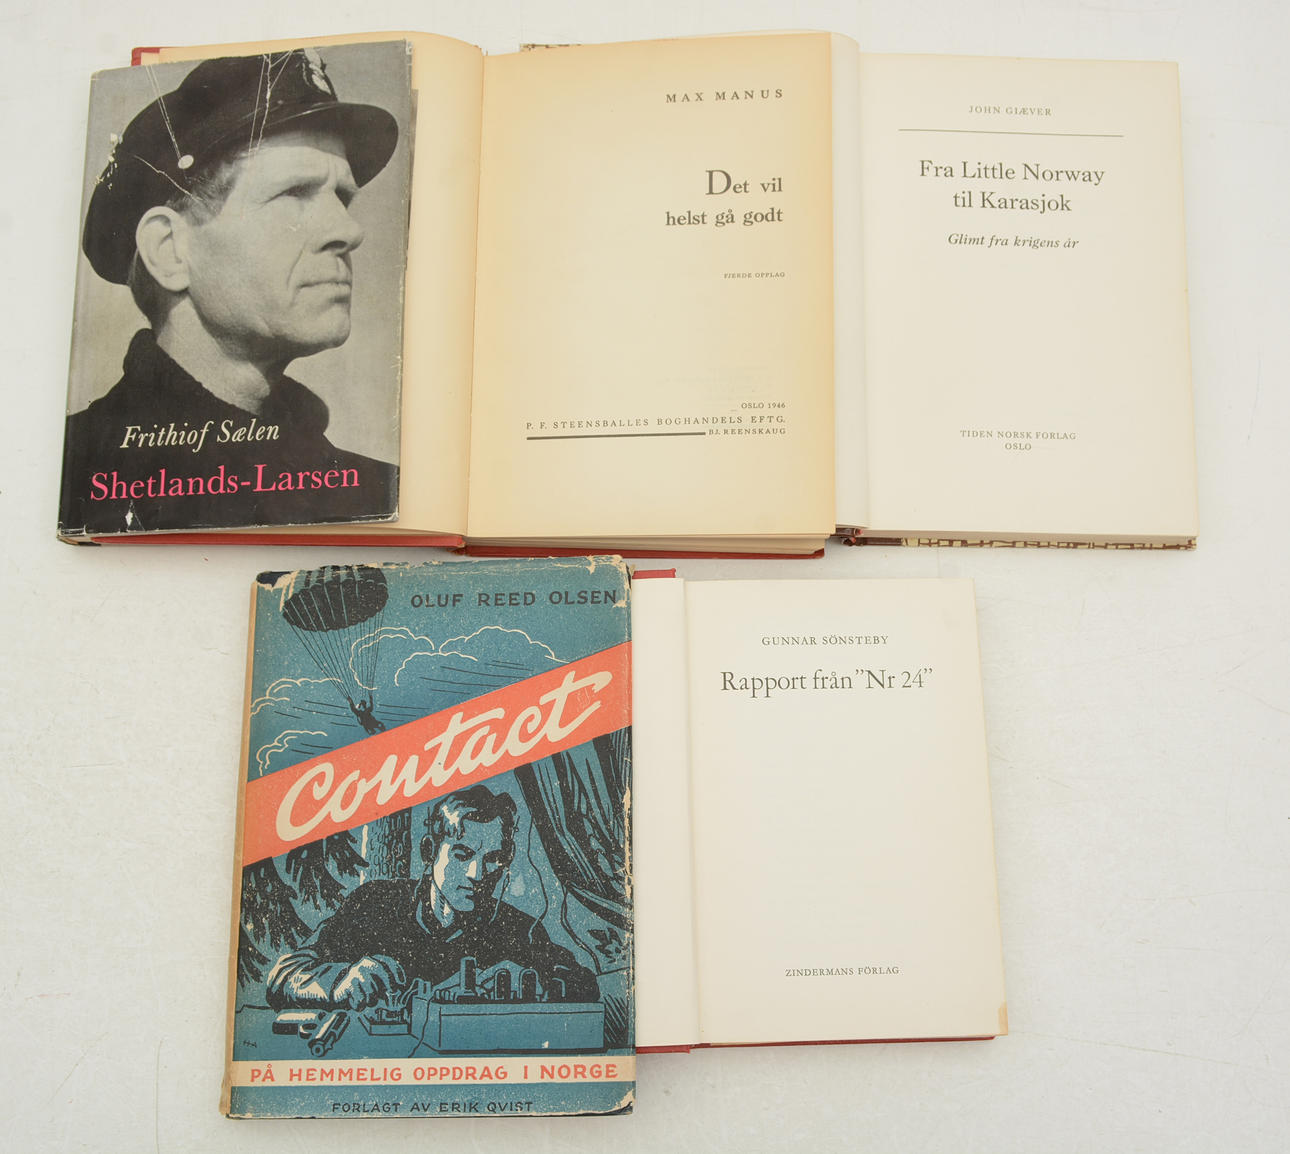 Frithiof Sælen
Shetlands-Larsen
MAX MANUS
Det vil
helst gå godt
FJERDE OPPLAG
OSLO 1946
P. F. STEENSBALLES BOGHANDELS EFTG.
BJ. REENSKAUG
JOHN GIÆVER
Fra Little Norway
til Karasjok
Glimt fra krigens år
TIDEN NORSK FORLAG
OSLO
OLUF REED OLSEN
Contact
HA
PÅ HEMMELIG OPPDRAG I NORGE
FORLAGT AV ERIK QVIST
GUNNAR SÖNSTEBY
Rapport från ”Nr 24”
ZINDERMANS FÖRLAG